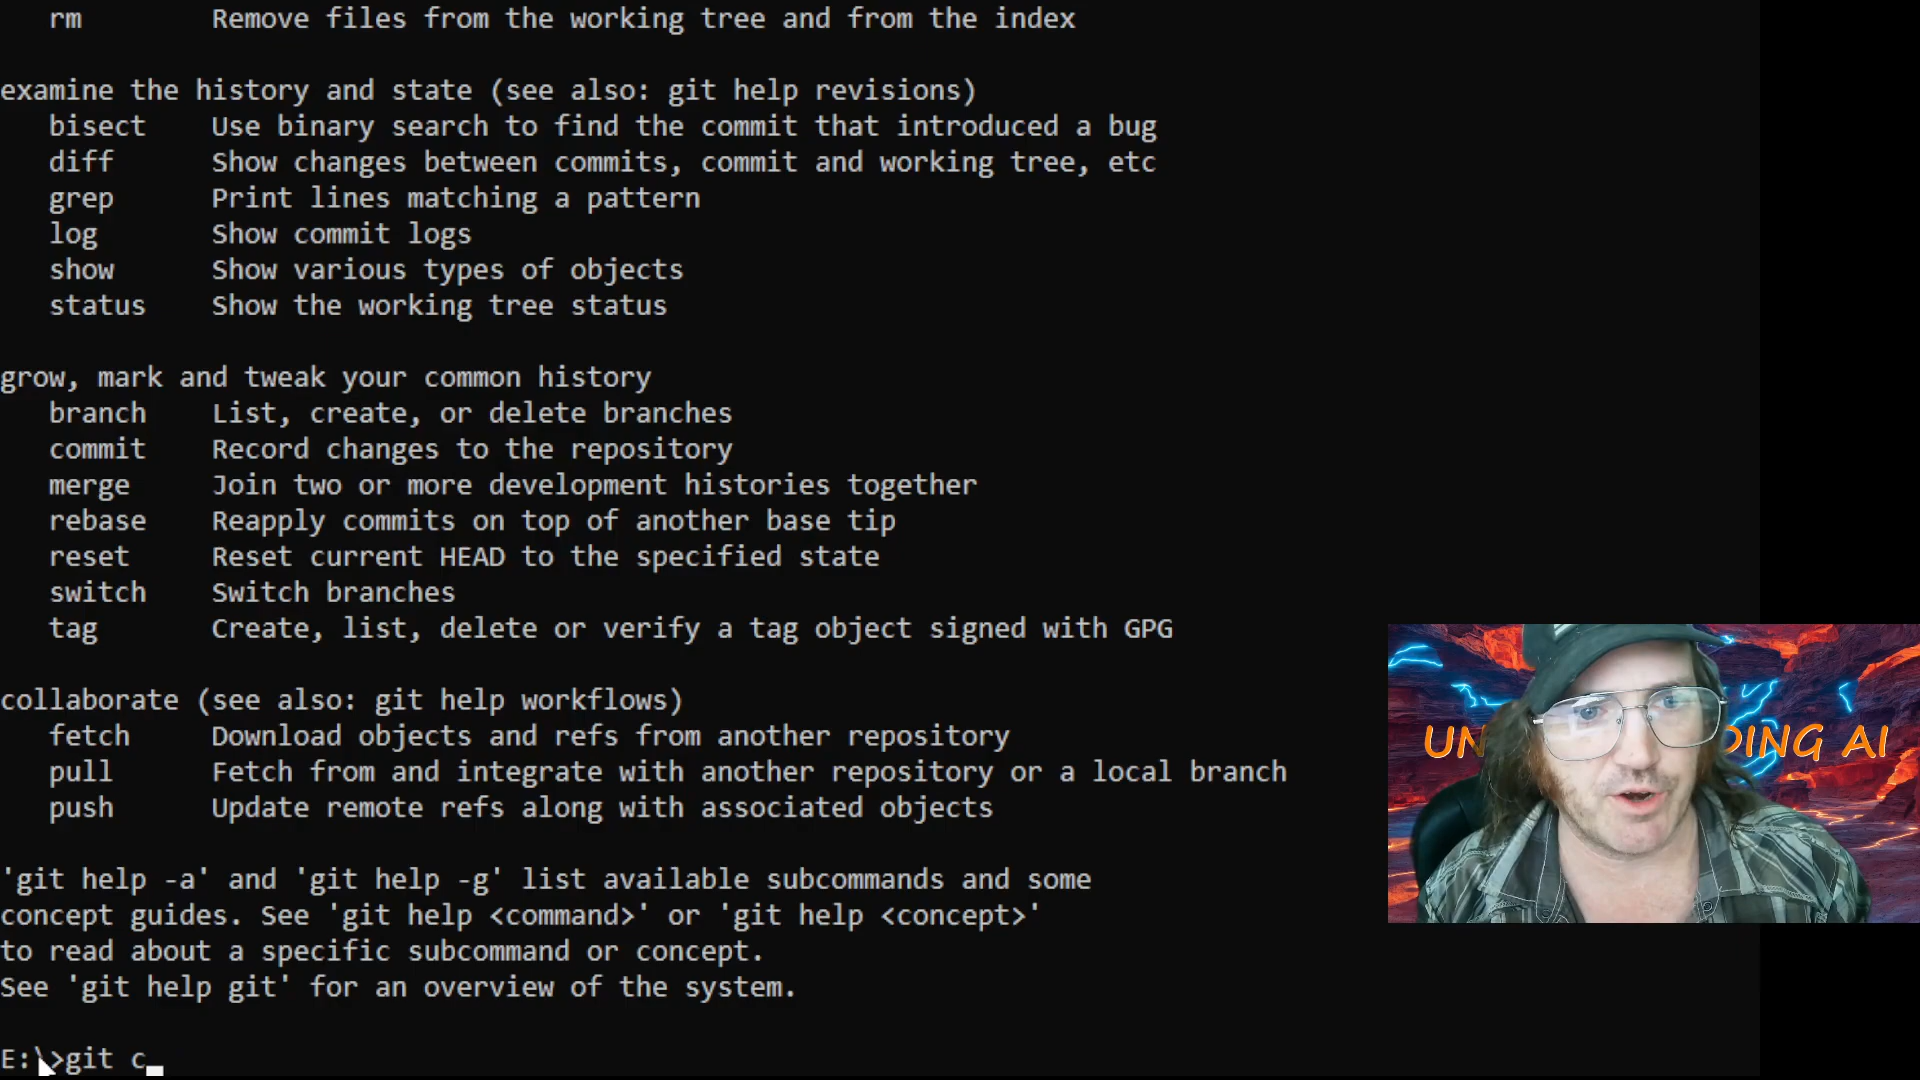 rm Remove files from the working tree and from the index
examine the history and state (see also: git help revisions)
bisect Use binary search to find the commit that introduced a bug
diff Show changes between commits, commit and working tree, etc
grep Print lines matching a pattern
log Show commit logs
show Show various types of objects
status Show the working tree status
grow, mark and tweak your common history
branch List, create, or delete branches
commit Record changes to the repository
merge Join two or more development histories together
rebase Reapply commits on top of another base tip
reset Reset current HEAD to the specified state
switch Switch branches
tag Create, list, delete or verify a tag object signed with GPG
collaborate (see also: git help workflows)
fetch Download objects and refs from another repository
pull Fetch from and integrate with another repository or a local branch
push Update remote refs along with associated objects
'git help -a' and 'git help -g' list available subcommands and some
concept guides. See 'git help <command>' or 'git help <concept>'
to read about a specific subcommand or concept.
See 'git help git' for an overview of the system.
E:\>git c
AI